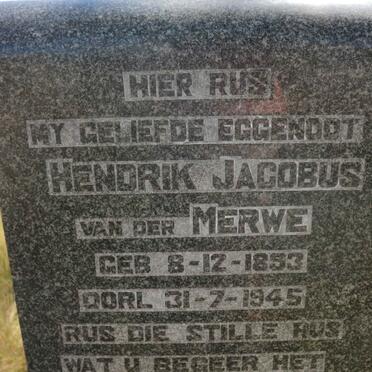 HIER RUS
MY GELIEFDE EGGENOOT
HENDRIK JACOBUS
VAN DER MERWE
GEB 8-12-1893
OORL 31-7-1945
RUS DIE STILLE RUS
WAT U BEGEER HET